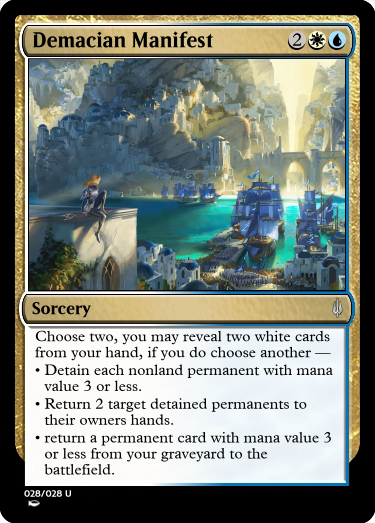 Demacian Manifest 2
Sorcery
Choose two, you may reveal two white cards
from your hand, if you do choose another —
• Detain each nonland permanent with mana
value 3 or less.
• Return 2 target detained permanents to
their owners hands.
• return a permanent card with mana value 3
or less from your graveyard to the
battlefield.
028/028 U